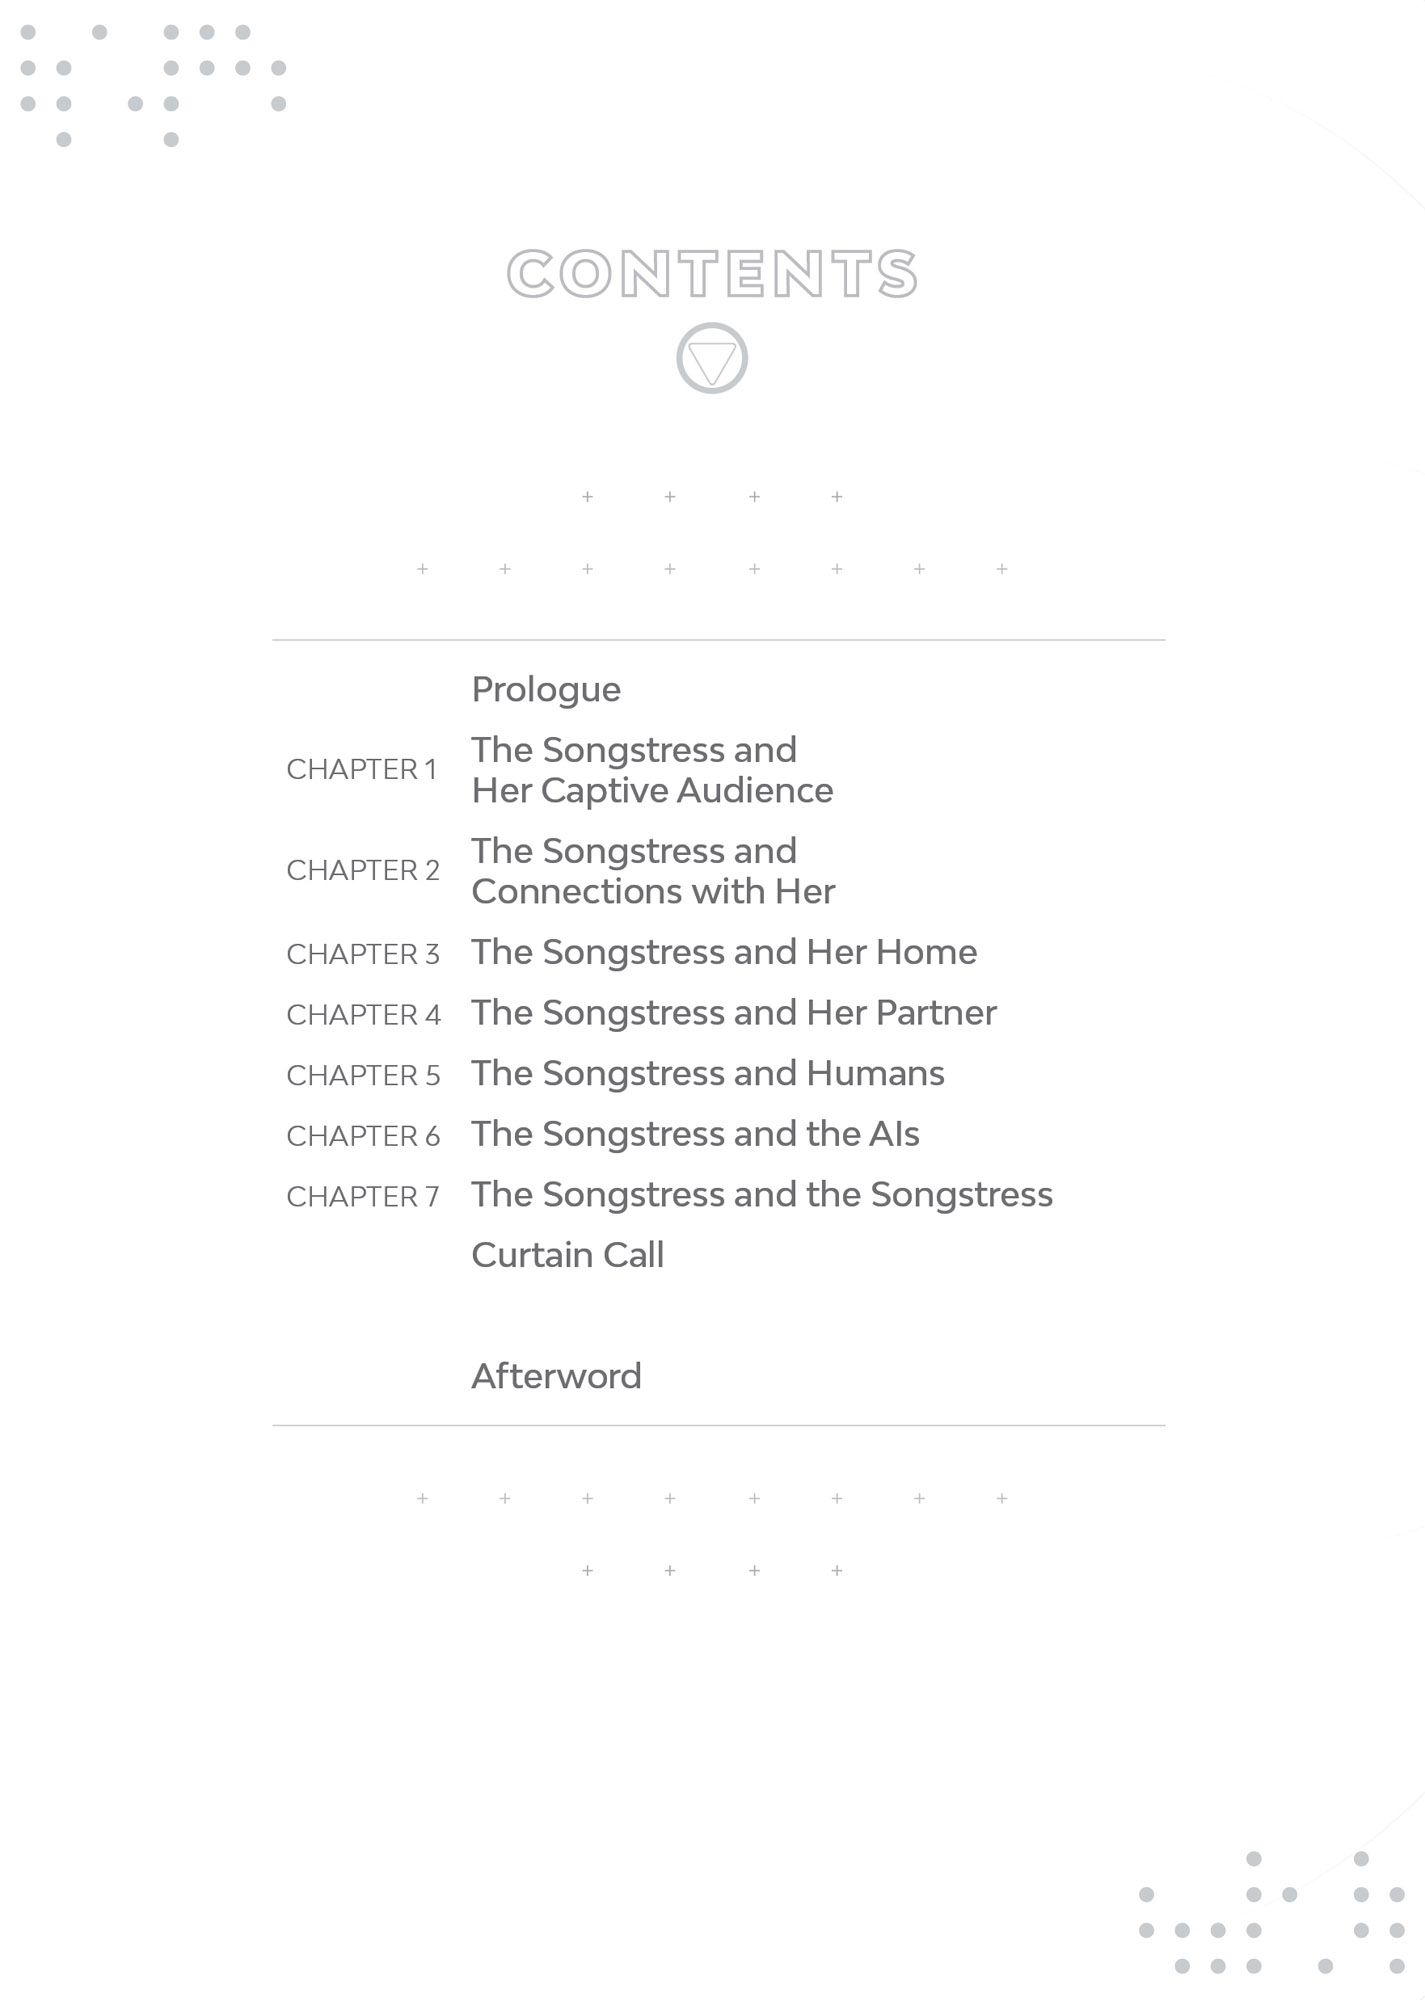 CONTENTS
Prologue
CHAPTER 1 The Songstress and
Her Captive Audience
CHAPTER 2 The Songstress and
Connections with Her
CHAPTER 3 The Songstress and Her Home
CHAPTER 4 The Songstress and Her Partner
CHAPTER 5 The Songstress and Humans
CHAPTER 6 The Songstress and the AIs
CHAPTER 7 The Songstress and the Songstress
Curtain Call
Afterword